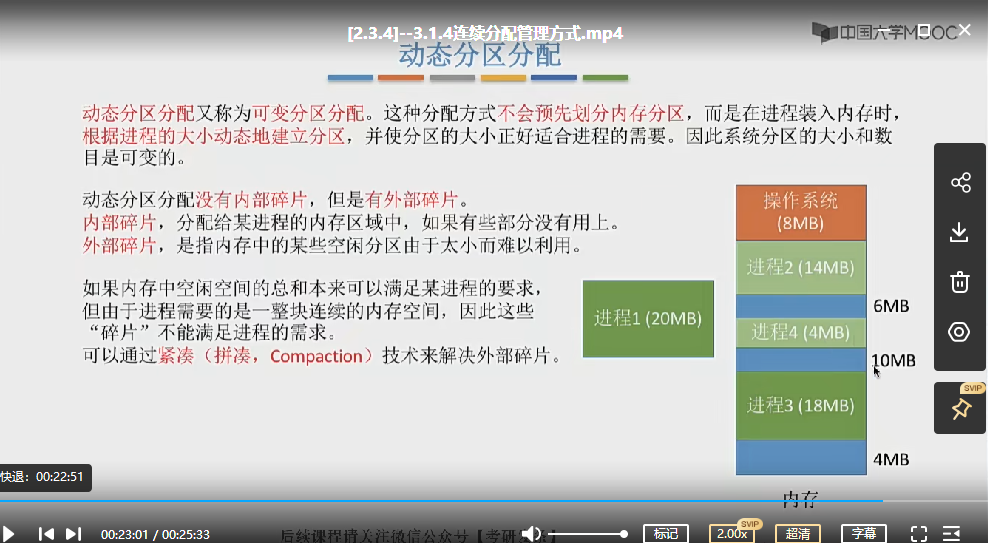 [2.3.4]--3.1.4连续分配管理方式.mp4
中国大学MOOC
动态分区分配
动态分区分配又称为可变分区分配。这种分配方式不会预先划分内存分区，而是在进程装入内存时，
根据进程的大小动态地建立分区，并使分区的大小正好适合进程的需要。因此系统分区的大小和数
目是可变的。
动态分区分配没有内部碎片，但是有外部碎片。
内部碎片，分配给某进程的内存区域中，如果有些部分没有用上。
外部碎片，是指内存中的某些空闲分区由于太小而难以利用。
如果内存中空闲空间的总和本来可以满足某进程的要求，
但由于进程需要的是一整块连续的内存空间，因此这些
“碎片”不能满足进程的需求。
可以通过紧凑（拼凑，Compaction）技术来解决外部碎片。
进程1 (20MB)
操作系统
(8MB)
进程2 (14MB)
6MB
进程4 (4MB)
10MB
进程3 (18MB)
4MB
内存
SVIP
快退：00:22:51
00:23:01 / 00:25:33
后续课程请关注微信公众号【考研
标记
2.00x
SVIP
超清
字幕